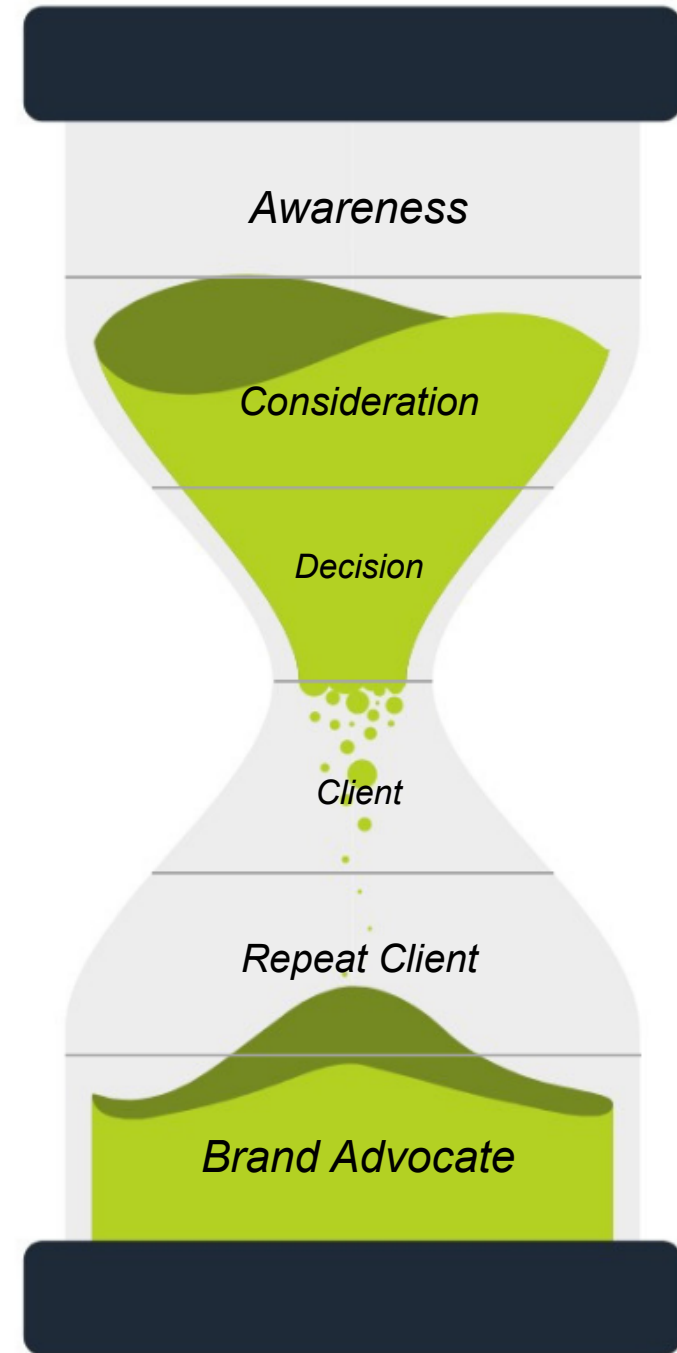 Awareness
Consideration
Decision
Client
Repeat Client
Brand Advocate